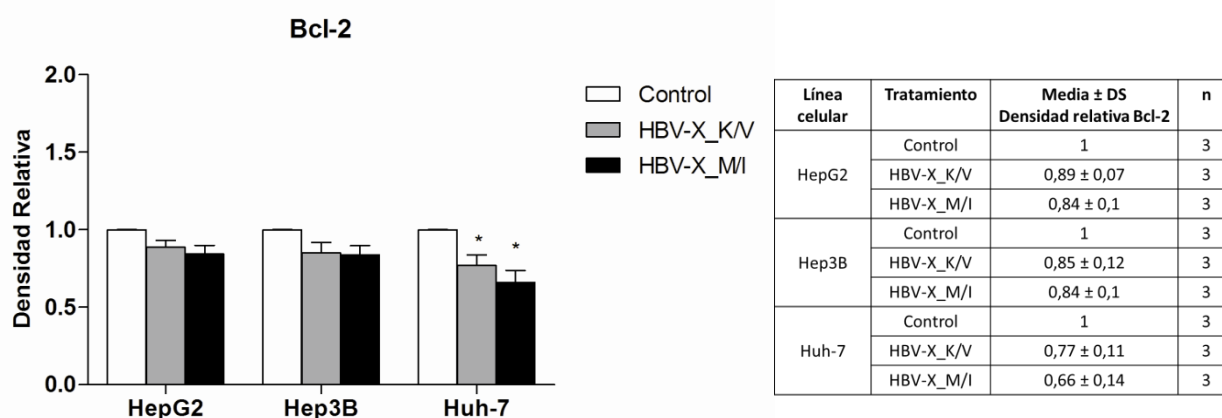 Bcl-2
Densidad Relativa
2.0
1.5
1.0
0.5
0.0
* *
HepG2 Hep3B Huh-7
Control
HBV-X_K/V
HBV-X_M/I
Línea celular Tratamiento Media ± DS Densidad relativa Bcl-2 n
HepG2 Control 1 3
HBV-X_K/V 0,89 ± 0,07 3
HBV-X_M/I 0,84 ± 0,1 3
Hep3B Control 1 3
HBV-X_K/V 0,85 ± 0,12 3
HBV-X_M/I 0,84 ± 0,1 3
Huh-7 Control 1 3
HBV-X_K/V 0,77 ± 0,11 3
HBV-X_M/I 0,66 ± 0,14 3